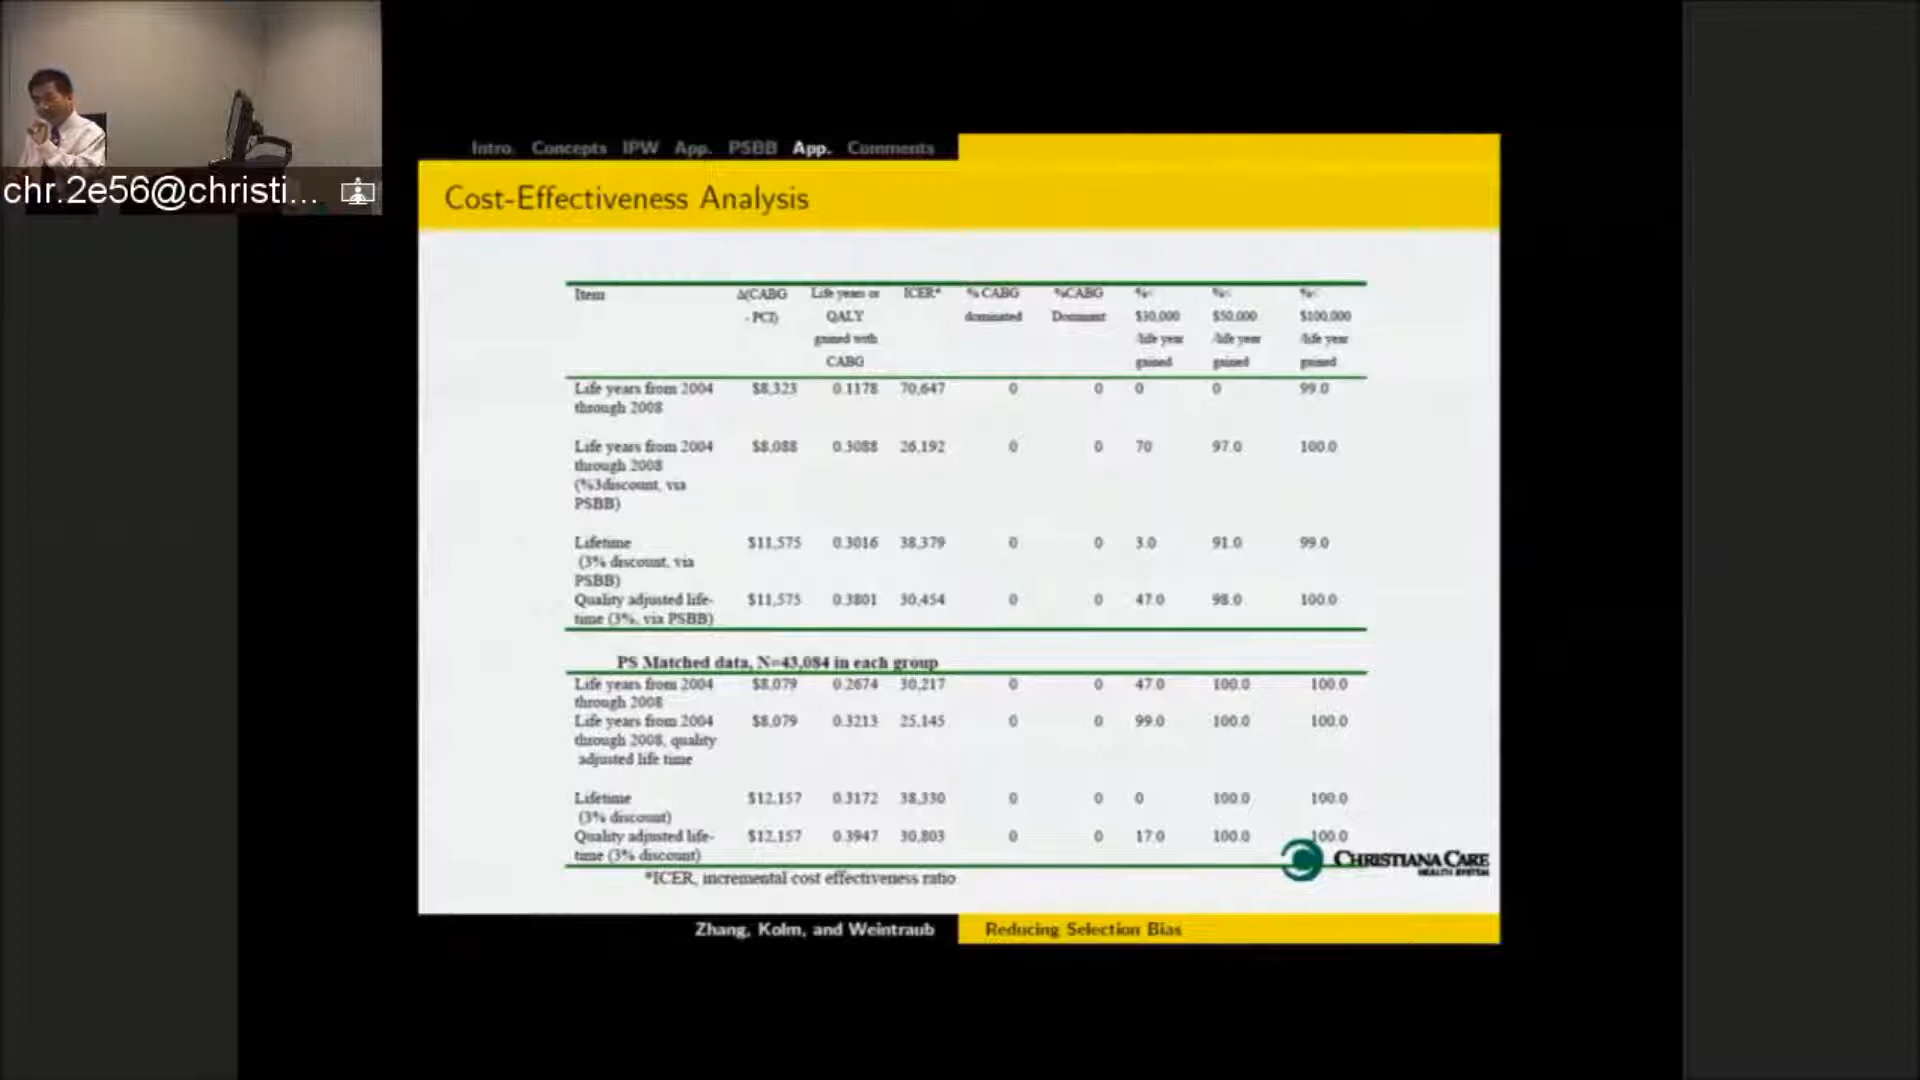 chr.2e56@christi...
Intro. Concepts IPW App. PSBB App. Comments
Cost-Effectiveness Analysis
Item Δ(CABG Life years or ICER* % CABG %CABG %< %< %<
- PCI) QALY dominated Dominant $30,000 $50,000 $100,000
gained with /life year /life year /life year
CABG gained gained gained
Life years from 2004 $8,323 0.1178 70,647 0 0 0 0 99.0
through 2008
Life years from 2004 $8,088 0.3088 26,192 0 0 70 97.0 100.0
through 2008
(%3discount, via
PSBB)
Lifetime $11,575 0.3016 38,379 0 0 3.0 91.0 99.0
(3% discount, via
PSBB)
Quality adjusted life- $11,575 0.3801 30,454 0 0 47.0 98.0 100.0
time (3%, via PSBB)
PS Matched data, N=43,084 in each group
Life years from 2004 $8,079 0.2674 30,217 0 0 47.0 100.0 100.0
through 2008
Life years from 2004 $8,079 0.3213 25,145 0 0 99.0 100.0 100.0
through 2008, quality
adjusted life time
Lifetime $12,157 0.3172 38,330 0 0 0 100.0 100.0
(3% discount)
Quality adjusted life- $12,157 0.3947 30,803 0 0 17.0 100.0 100.0
time (3% discount)
CHRISTIANA CARE
HEALTH SYSTEM
*ICER, incremental cost effectiveness ratio
Zhang, Kolm, and Weintraub Reducing Selection Bias